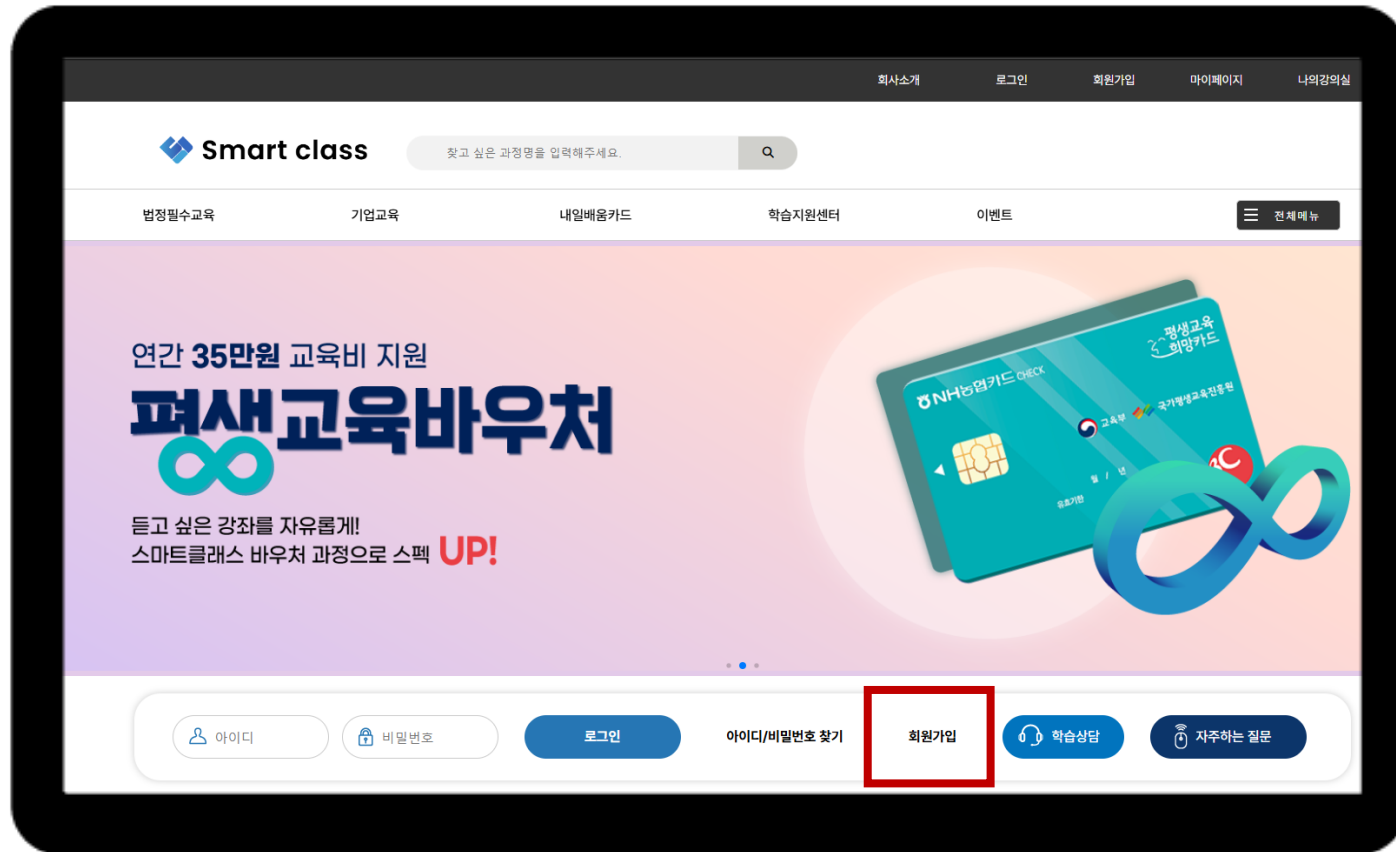 회사소개 로그인 회원가입 마이페이지 나의강의실
Smart class 찾고 싶은 과정명을 입력해주세요.
법정필수교육 기업교육 내일배움카드 학습지원센터 이벤트 전체메뉴
연간 35만원 교육비 지원
평생교육바우처
듣고 싶은 강좌를 자유롭게!
스마트클래스 바우처 과정으로 스펙 UP!
평생교육
희망카드
NH농협카드 CHECK
교육부 국가평생교육진흥원
월 / 년
유효기한
아이디 비밀번호 로그인 아이디/비밀번호 찾기 회원가입 학습상담 자주하는 질문